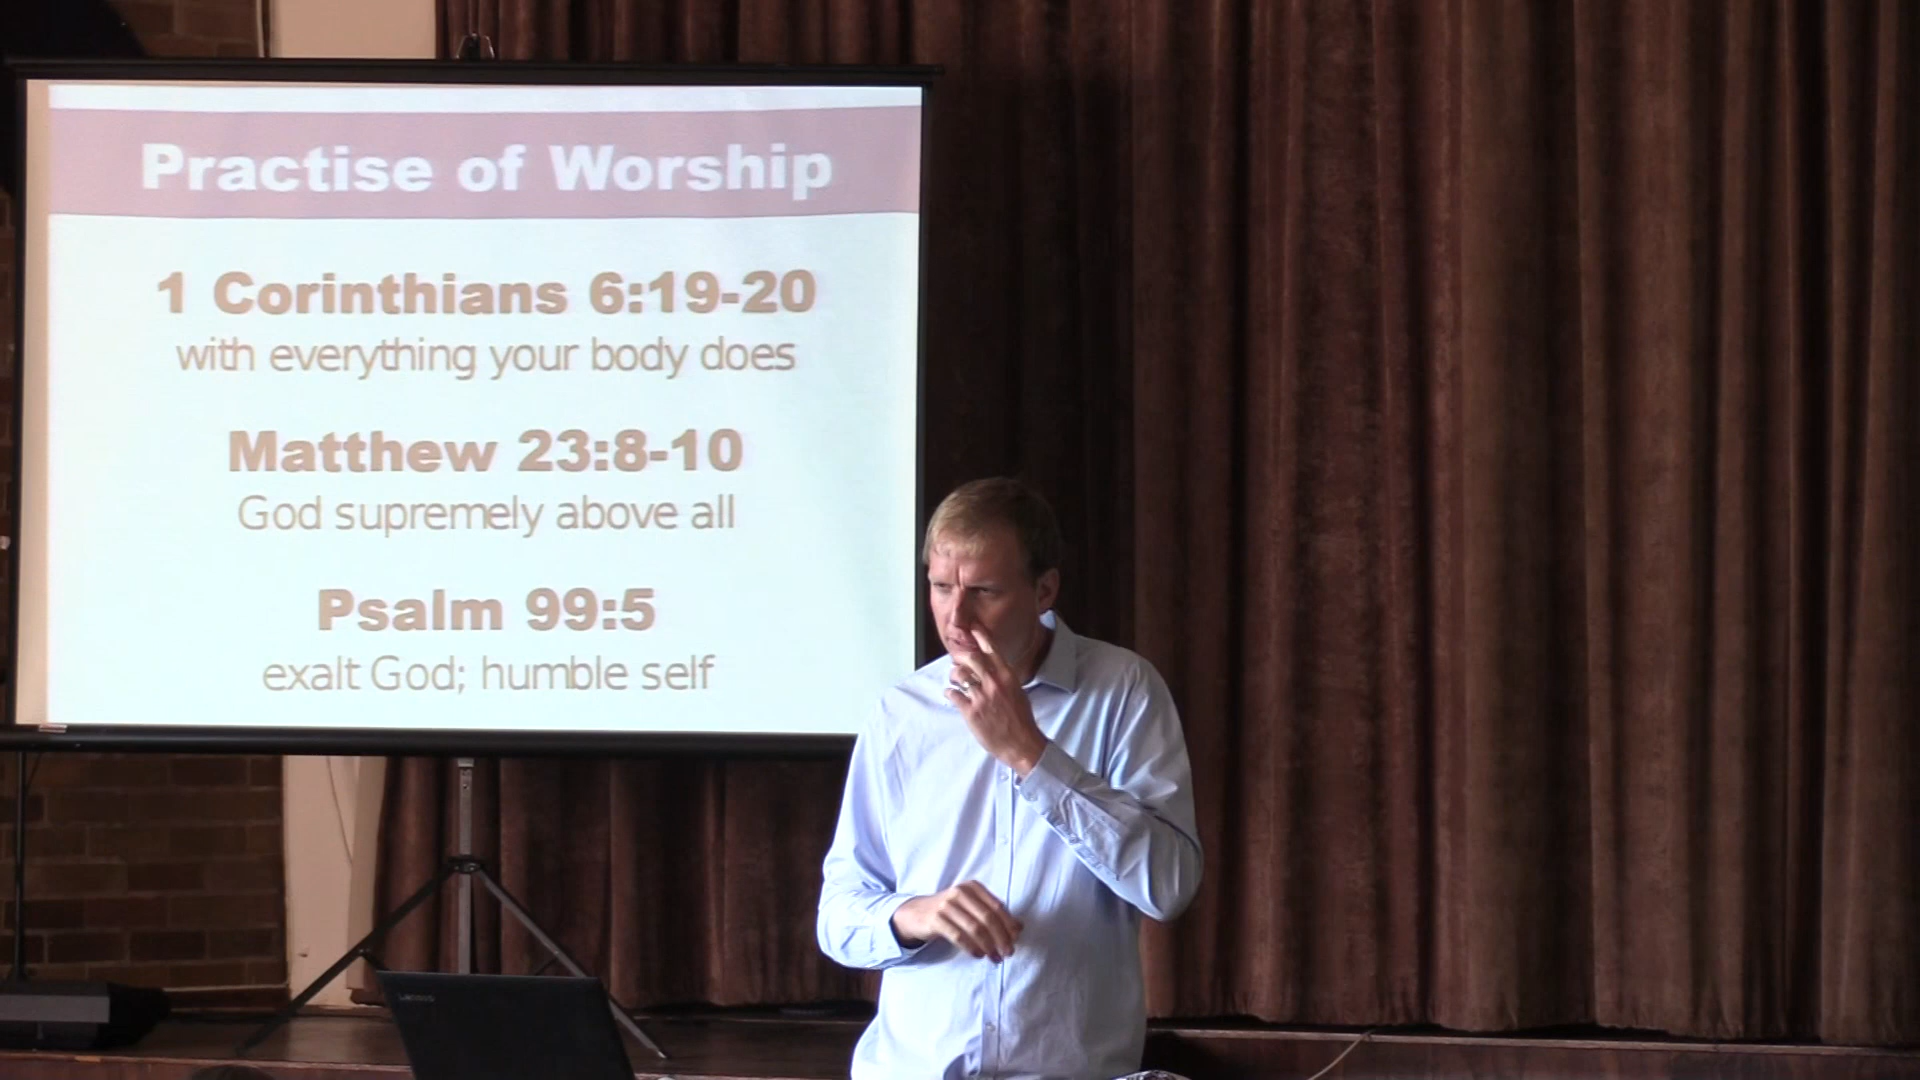 Practise of Worship
1 Corinthians 6:19-20
with everything your body does
Matthew 23:8-10
God supremely above all
Psalm 99:5
exalt God; humble self
Lenovo